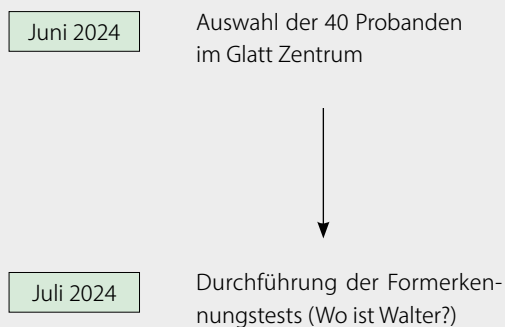 Juni 2024
Auswahl der 40 Probanden
im Glatt Zentrum
Juli 2024
Durchführung der Formerken-
nungstests (Wo ist Walter?)